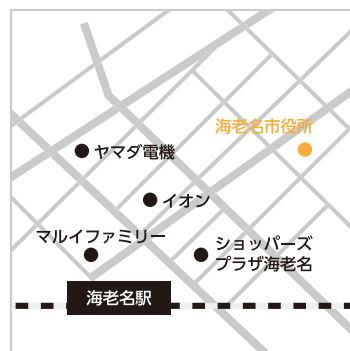 海老名市役所
ヤマダ電機
イオン
マルイファミリー
ショッパーズ
プラザ海老名
海老名駅